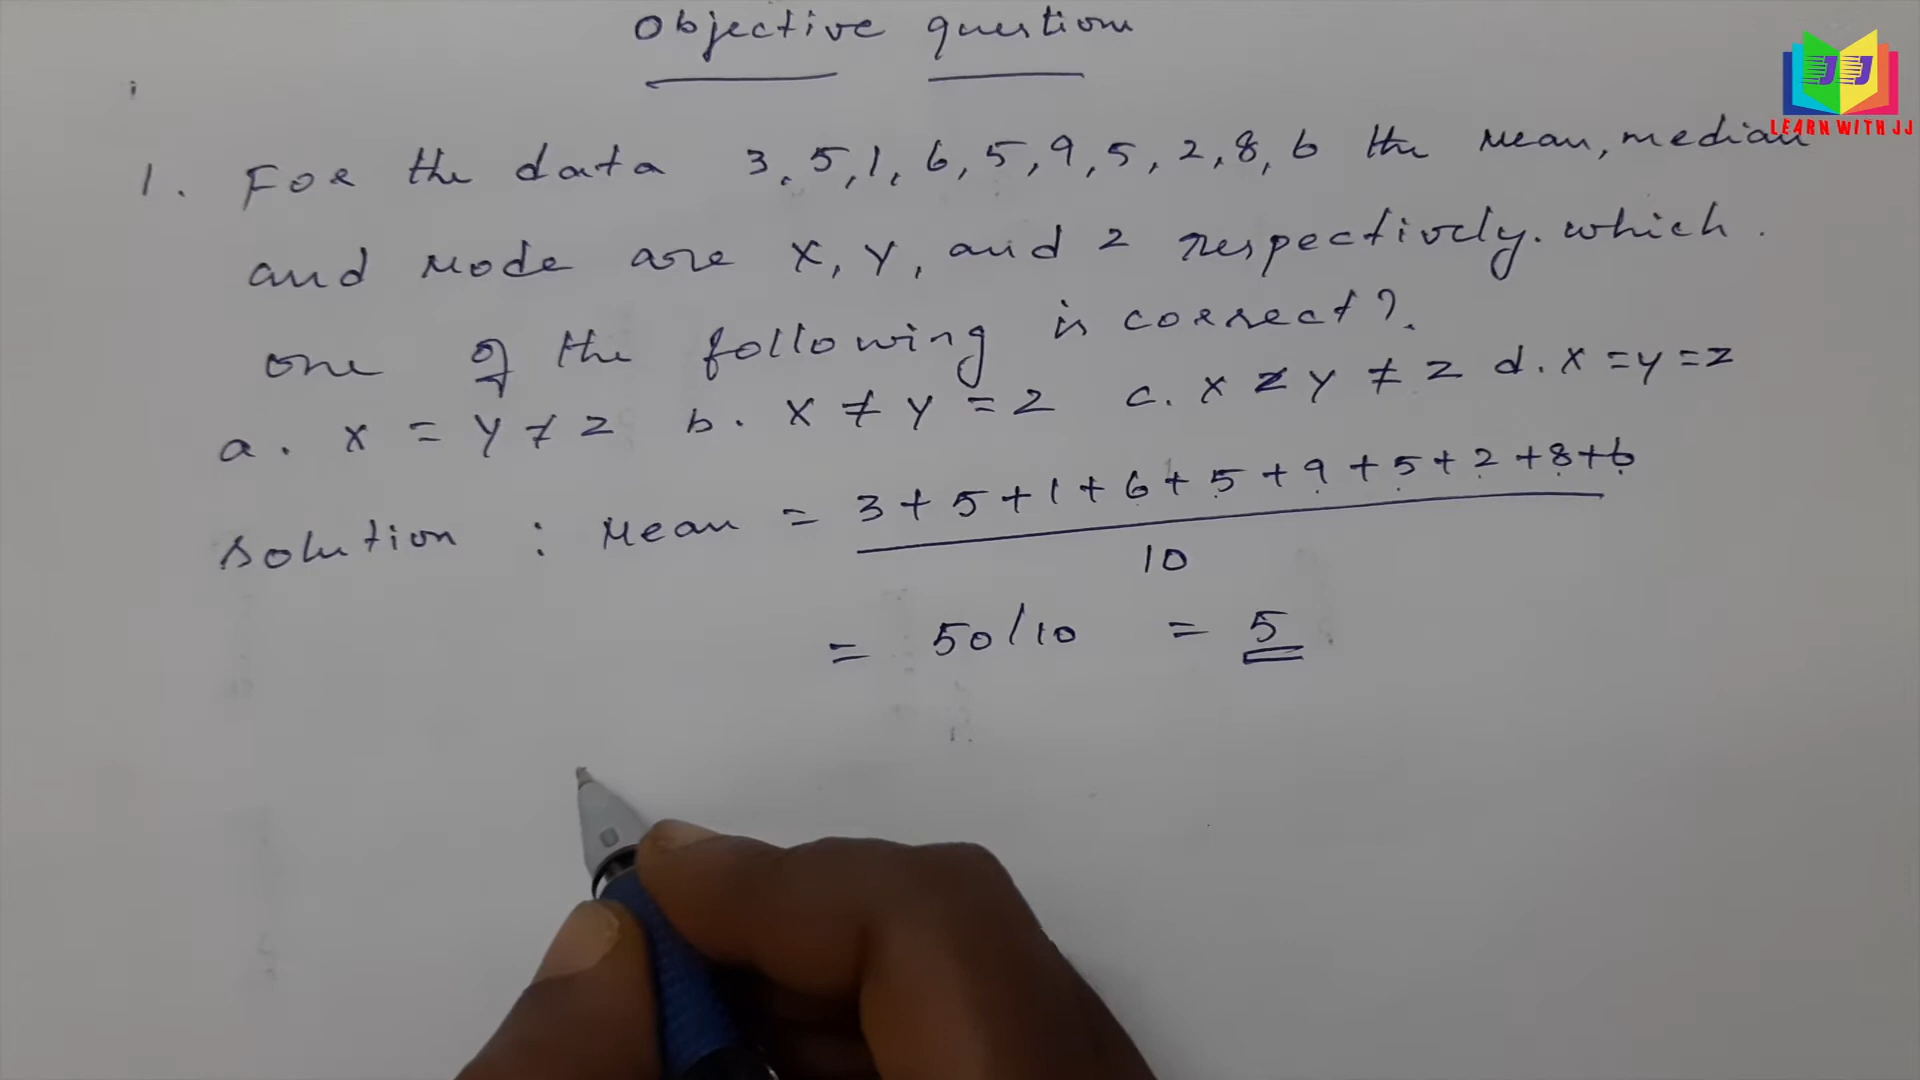 Objective question
LEARN WITH JJ
1. For the data 3, 5, 1, 6, 5, 9, 5, 2, 8, 6 the Mean, median
and Mode are x, y, and z respectively. which
one of the following is correct?
a. x = y ≠ z b. x ≠ y = z c. x ≠ y ≠ z d. x = y = z
Solution : Mean = 3 + 5 + 1 + 6 + 5 + 9 + 5 + 2 + 8 + 6
10
= 50/10 = 5